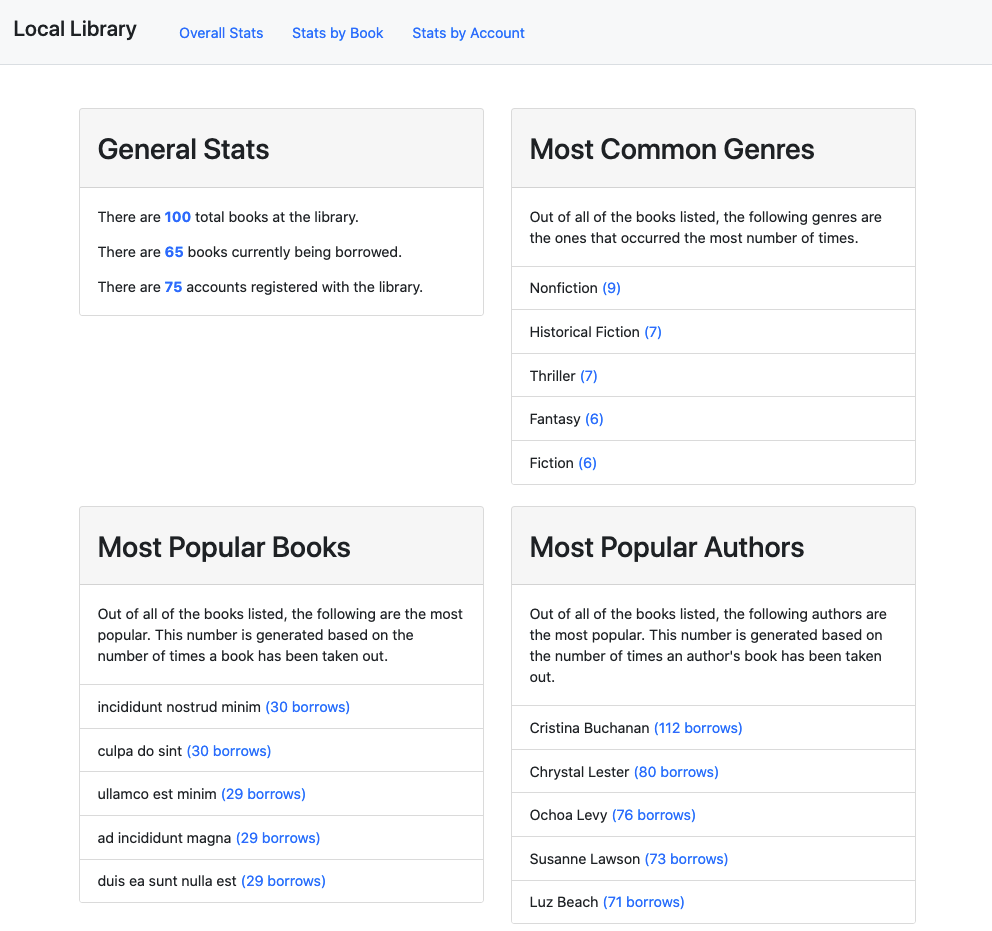 Local Library
Overall Stats
Stats by Book
Stats by Account
General Stats
There are 100 total books at the library.
There are 65 books currently being borrowed.
There are 75 accounts registered with the library.
Most Common Genres
Out of all of the books listed, the following genres are
the ones that occurred the most number of times.
Nonfiction (9)
Historical Fiction (7)
Thriller (7)
Fantasy (6)
Fiction (6)
Most Popular Books
Out of all of the books listed, the following are the most
popular. This number is generated based on the
number of times a book has been taken out.
incididunt nostrud minim (30 borrows)
culpa do sint (30 borrows)
ullamco est minim (29 borrows)
ad incididunt magna (29 borrows)
duis ea sunt nulla est (29 borrows)
Most Popular Authors
Out of all of the books listed, the following authors are
the most popular. This number is generated based on
the number of times an author's book has been taken
out.
Cristina Buchanan (112 borrows)
Chrystal Lester (80 borrows)
Ochoa Levy (76 borrows)
Susanne Lawson (73 borrows)
Luz Beach (71 borrows)